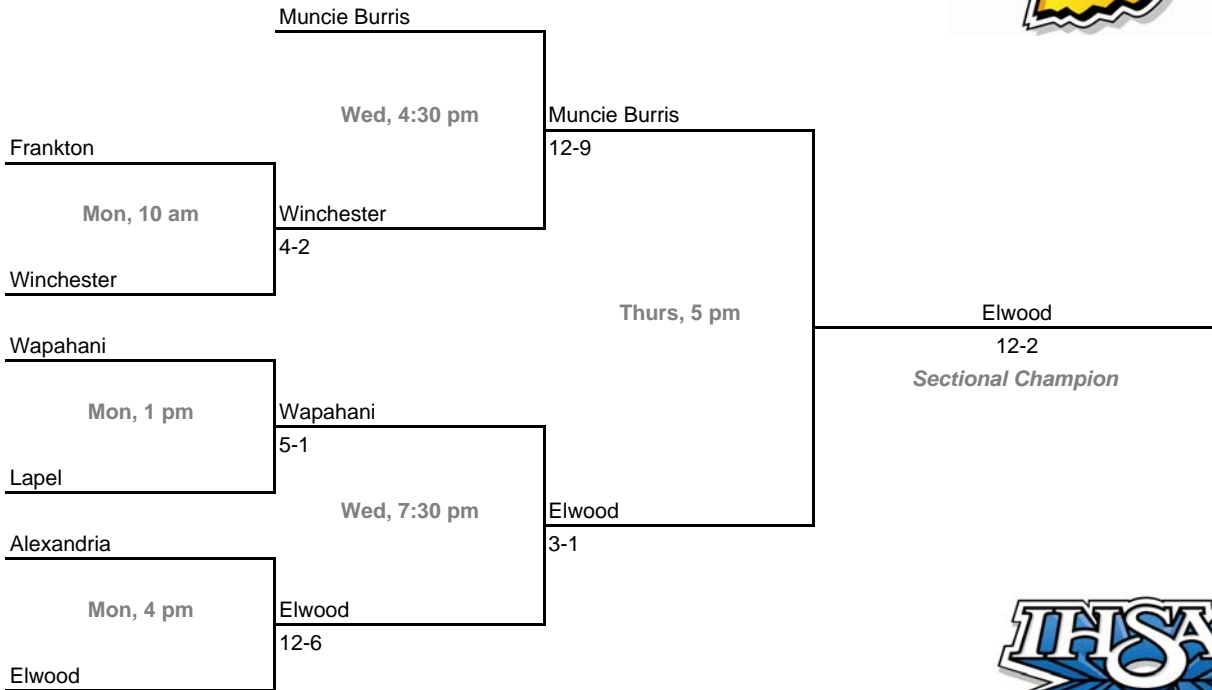 Muncie Burris
Wed, 4:30 pm
Muncie Burris
Frankton
12-9
Mon, 10 am
Winchester
4-2
Winchester
Thurs, 5 pm
Elwood
Wapahani
12-2
Sectional Champion
Mon, 1 pm
Wapahani
5-1
Lapel
Wed, 7:30 pm
Elwood
Alexandria
3-1
Mon, 4 pm
Elwood
12-6
Elwood
IHSA